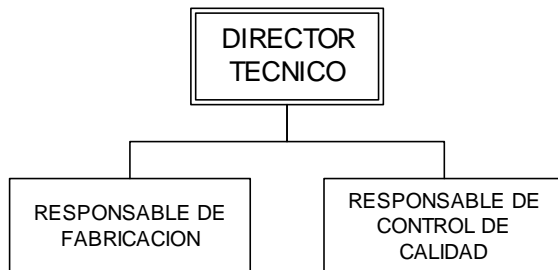 DIRECTOR
TECNICO
RESPONSABLE DE
FABRICACION
RESPONSABLE DE
CONTROL DE
CALIDAD